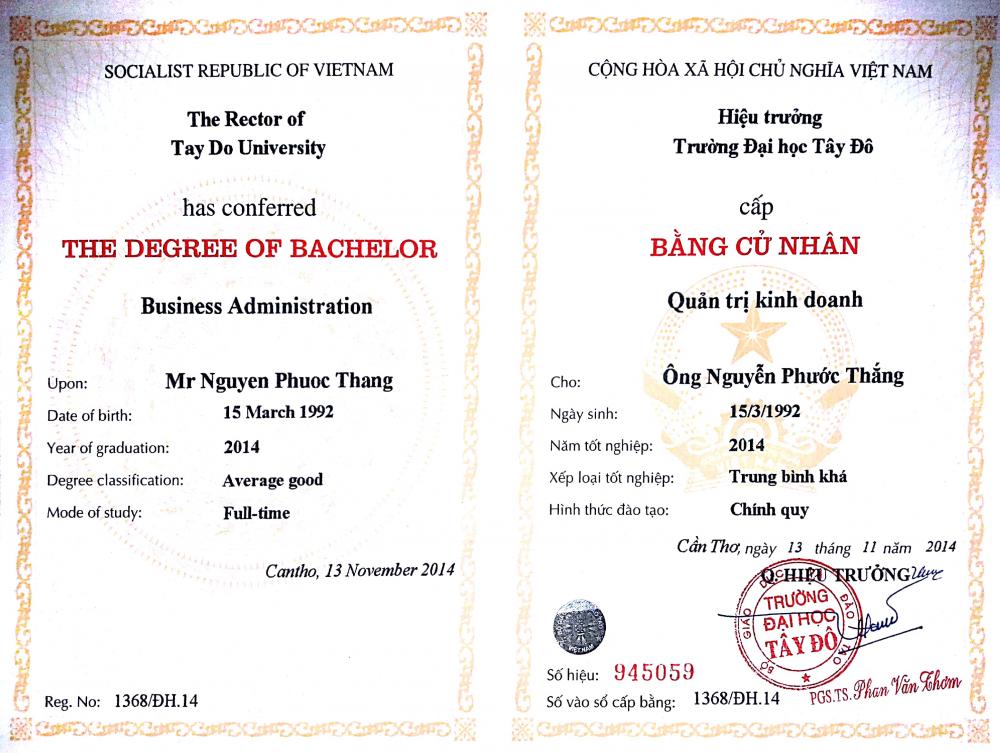 SOCIALIST REPUBLIC OF VIETNAM
The Rector of
Tay Do University
has conferred
THE DEGREE OF BACHELOR
Business Administration
Upon: Mr Nguyen Phuoc Thang
Date of birth: 15 March 1992
Year of graduation: 2014
Degree classification: Average good
Mode of study: Full-time
Cantho, 13 November 2014
Reg. No: 1368/ĐH.14
CỘNG HÒA XÃ HỘI CHỦ NGHĨA VIỆT NAM
Hiệu trưởng
Trường Đại học Tây Đô
cấp
BẰNG CỬ NHÂN
Quản trị kinh doanh
Cho: Ông Nguyễn Phước Thắng
Ngày sinh: 15/3/1992
Năm tốt nghiệp: 2014
Xếp loại tốt nghiệp: Trung bình khá
Hình thức đào tạo: Chính quy
Cần Thơ, ngày 13 tháng 11 năm 2014
Q. HIỆU TRƯỞNG
BỘ GIÁO DỤC VÀ ĐÀO TẠO
TRƯỜNG
ĐẠI HỌC
TÂY ĐÔ
VIETNAM
Số hiệu: 945059
Số vào sổ cấp bằng: 1368/ĐH.14
PGS.TS. Phan Văn Thơm